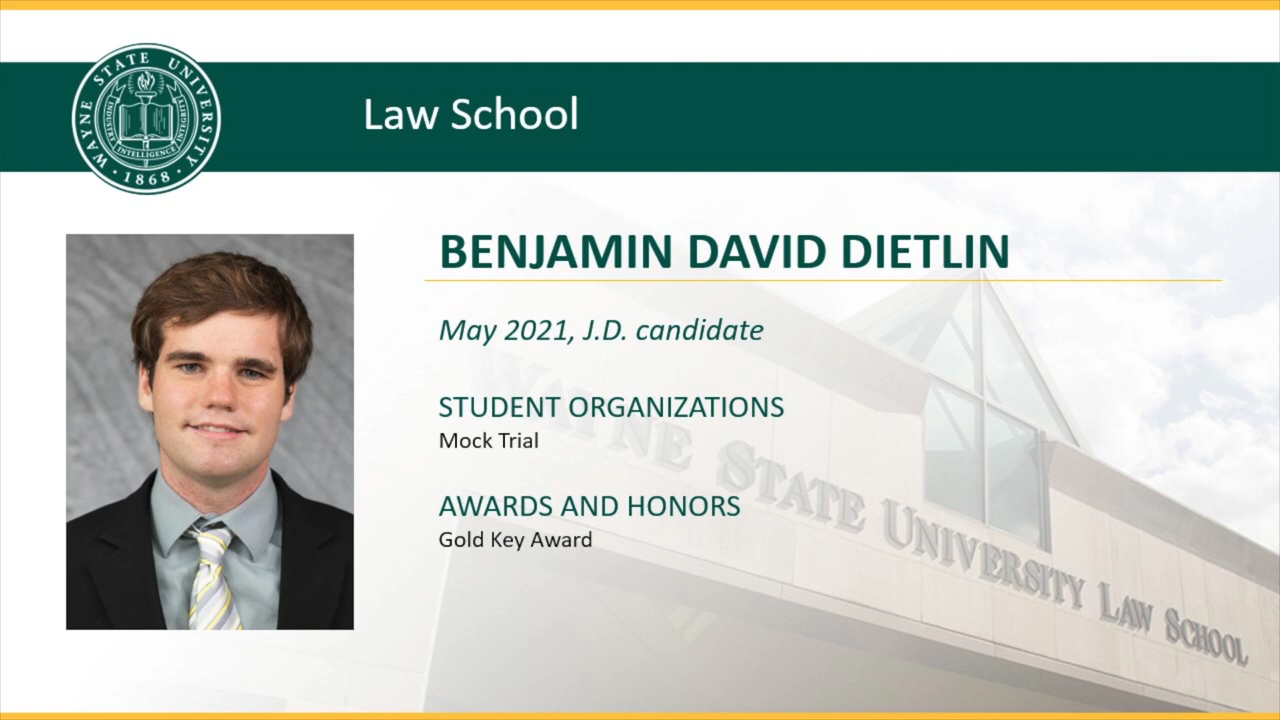 WAYNE STATE UNIVERSITY
INDUSTRY
INTELLIGENCE
INTEGRITY
· 1868 ·
Law School
BENJAMIN DAVID DIETLIN
May 2021, J.D. candidate
STUDENT ORGANIZATIONS
Mock Trial
AWARDS AND HONORS
Gold Key Award
WAYNE STATE UNIVERSITY LAW SCHOOL